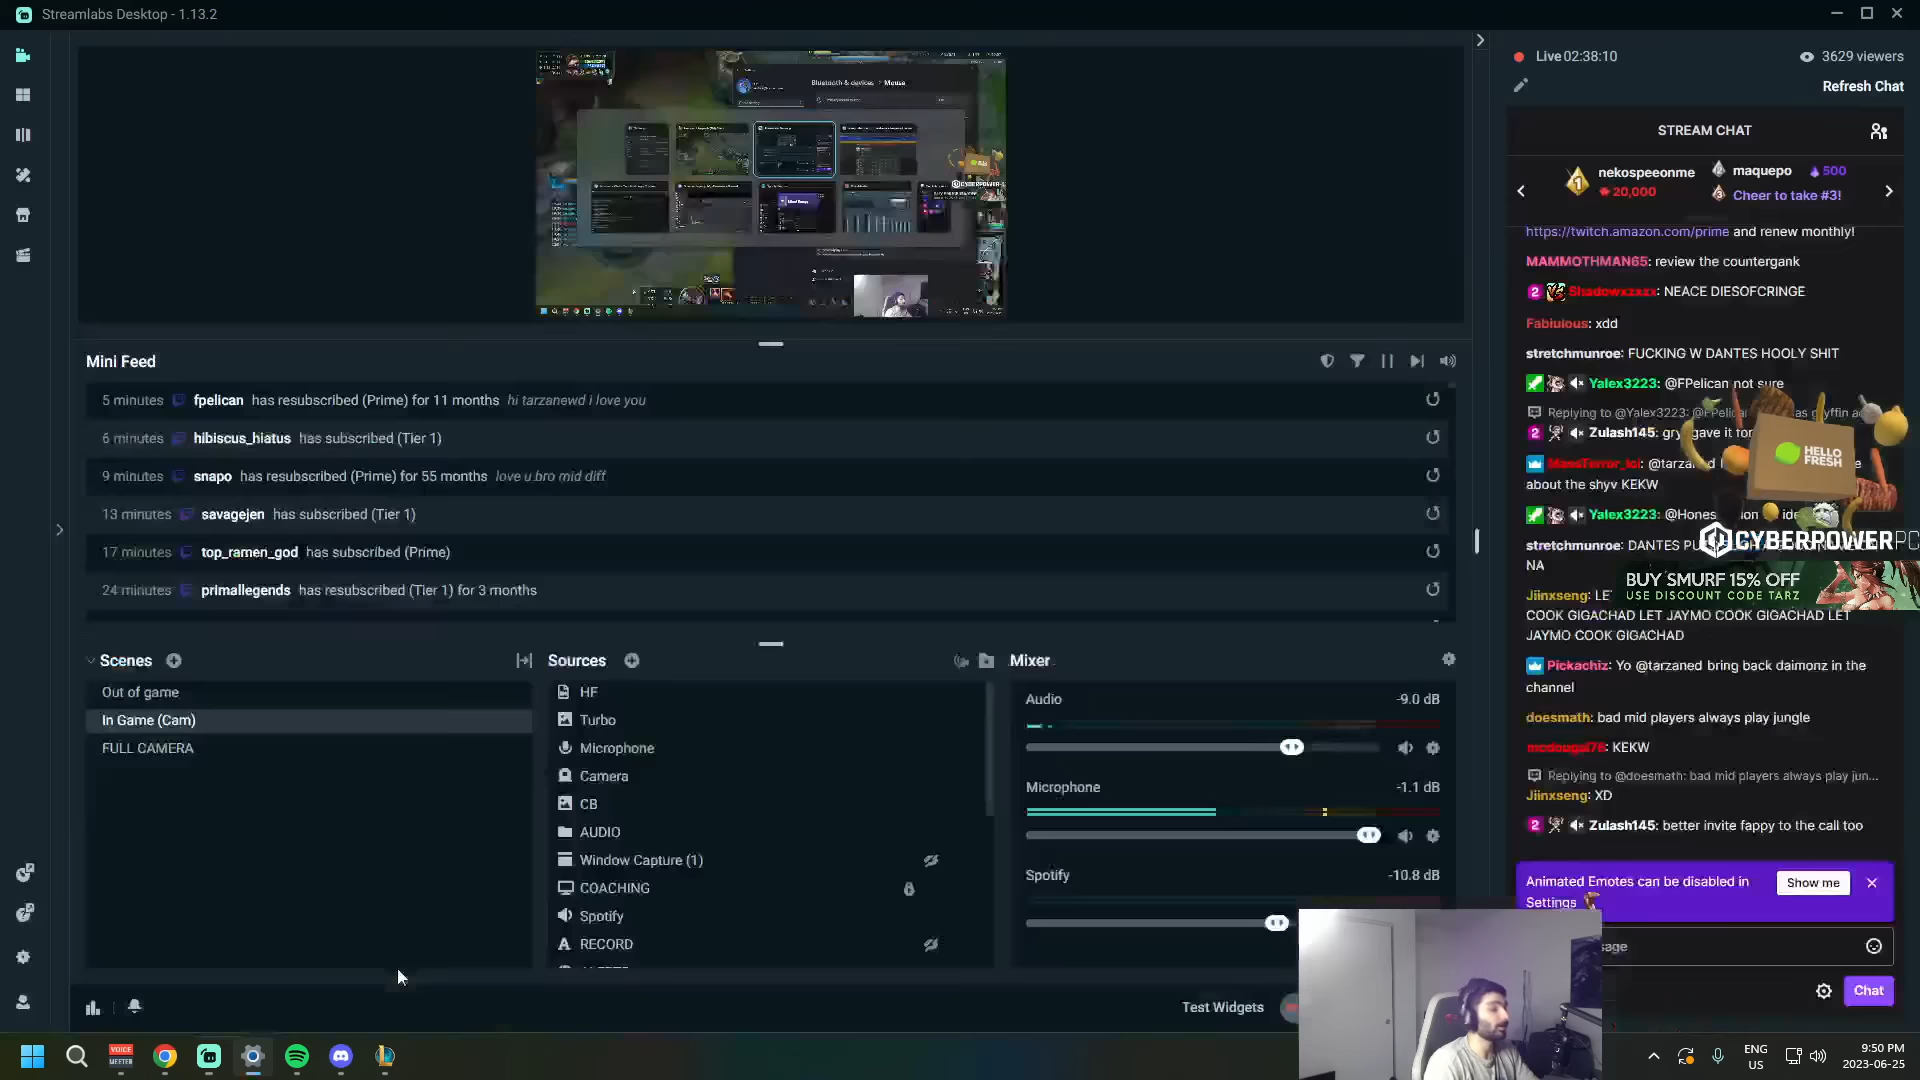 Streamlabs Desktop - 1.13.2
Live 02:38:10
3629 viewers
Refresh Chat
STREAM CHAT
nekospeeonme
20,000
maquepo 500
Cheer to take #3!
https://twitch.amazon.com/prime and renew monthly!
MAMMOTHMAN65: review the countergank
Shadowxzxxx: NEACE DIESOFCRINGE
Fabiulous: xdd
stretchmunroe: FUCKING W DANTES HOOLY SHIT
Yalex3223: @FPelican not sure
Replying to @Yalex3223: @FPelican
Zulash145:
about the shyv KEKW
Yalex3223:
stretchmunroe: DANTES
NA
Jiinxseng:
COOK GIGACHAD LET JAYMO COOK GIGACHAD LET
JAYMO COOK GIGACHAD
Pickachiz: Yo @tarzaned bring back daimonz in the
channel
doesmath: bad mid players always play jungle
mcdougal78: KEKW
Replying to @doesmath: bad mid players always play jun...
Jiinxseng: XD
Zulash145: better invite fappy to the call too
HELLO
FRESH
CYBERPOWERPC
BUY SMURF 15% OFF
USE DISCOUNT CODE TARZ
Animated Emotes can be disabled in
Settings
Show me
Chat
Bluetooth & devices > Mouse
Mini Feed
5 minutes fpelican has resubscribed (Prime) for 11 months hi tarzanewd i love you
6 minutes hibiscus_hiatus has subscribed (Tier 1)
9 minutes snapo has resubscribed (Prime) for 55 months love u bro mid diff
13 minutes savagejen has subscribed (Tier 1)
17 minutes top_ramen_god has subscribed (Prime)
24 minutes primallegends has resubscribed (Tier 1) for 3 months
Scenes
Out of game
In Game (Cam)
FULL CAMERA
Sources
HF
Turbo
Microphone
Camera
CB
AUDIO
Window Capture (1)
COACHING
Spotify
RECORD
Mixer
Audio -9.0 dB
Microphone -1.1 dB
Spotify -10.8 dB
Test Widgets
VOICE
MEETER
ENG
US
9:50 PM
2023-06-25